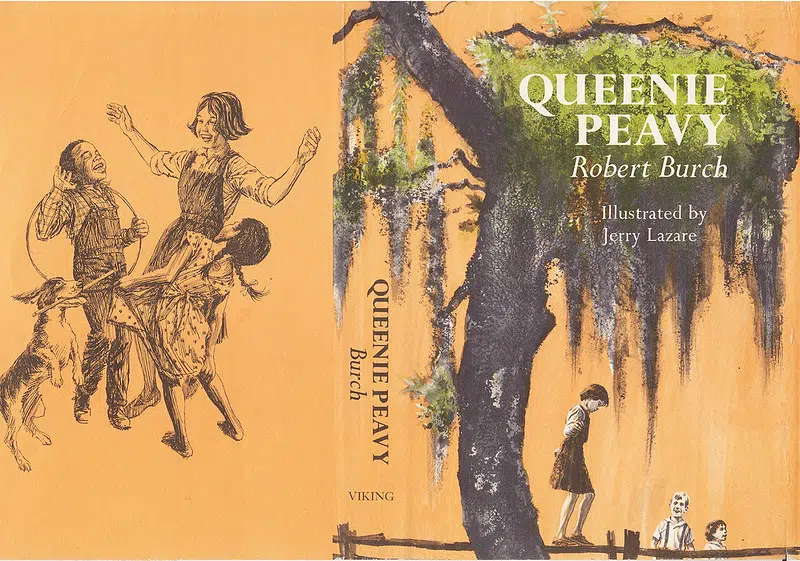 QUEENIE
PEAVY
Robert Burch
Illustrated by
Jerry Lazare
QUEENIE PEAVY
Burch
VIKING